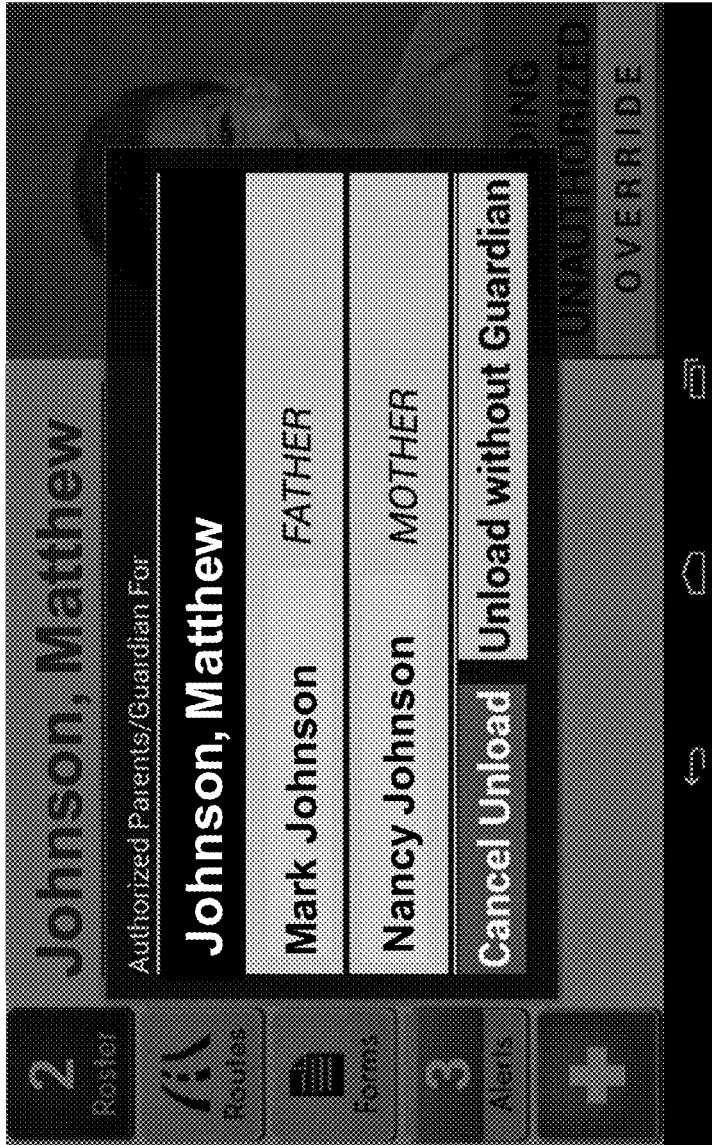 2
Roster
Routes
Forms
3
Alerts
Johnson, Matthew
Authorized Parents/Guardian For
Johnson, Matthew
Mark Johnson FATHER
Nancy Johnson MOTHER
Cancel Unload Unload without Guardian
UNAUTHORIZED
OVERRIDE